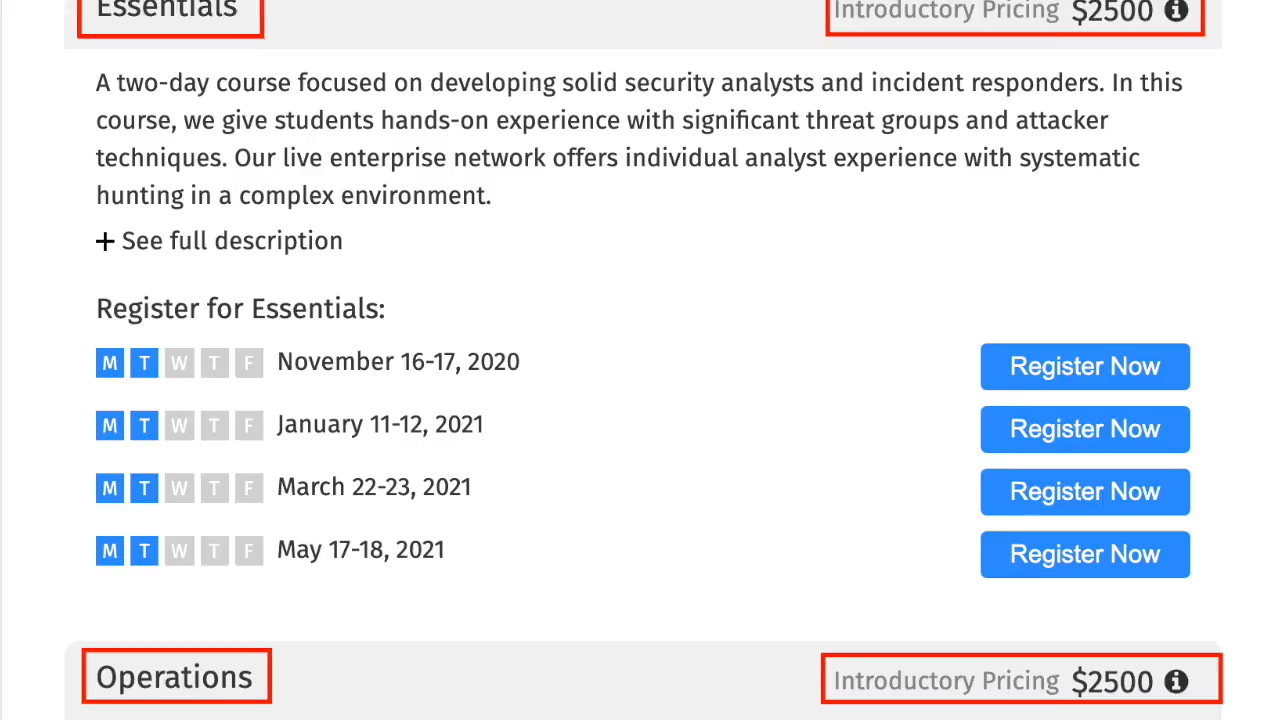 Essentials
Introductory Pricing $2500
A two-day course focused on developing solid security analysts and incident responders. In this
course, we give students hands-on experience with significant threat groups and attacker
techniques. Our live enterprise network offers individual analyst experience with systematic
hunting in a complex environment.
+ See full description
Register for Essentials:
M T W T F November 16-17, 2020 Register Now
M T W T F January 11-12, 2021 Register Now
M T W T F March 22-23, 2021 Register Now
M T W T F May 17-18, 2021 Register Now
Operations
Introductory Pricing $2500